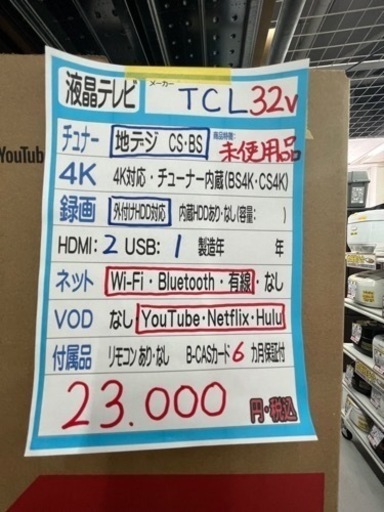 液晶テレビ メーカー TCL 32v
チュナー 地デジ CS・BS 商品特徴: 未使用品
4K 4K対応・チューナー内蔵(BS4K・CS4K)
録画 外付けHDD対応 内蔵HDDあり・なし(容量: )
HDMI: 2 USB: 1 製造年 年
ネット Wi-Fi・Bluetooth・有線・なし
VOD なし・YouTube・Netflix・Hulu
付属品 リモコン あり・なし B-CASカード 6カ月保証付
23.000 円・税込
YouTube